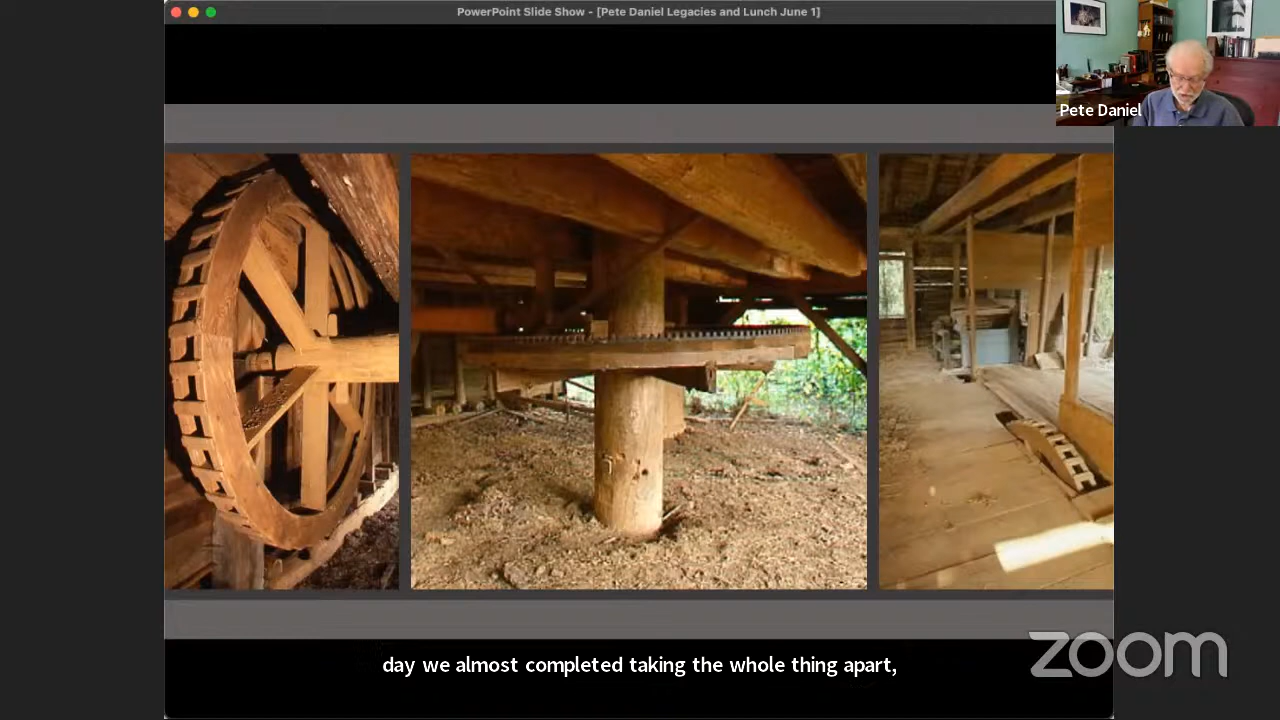 PowerPoint Slide Show - [Pete Daniel Legacies and Lunch June 1]
Pete Daniel
day we almost completed taking the whole thing apart,
zoom